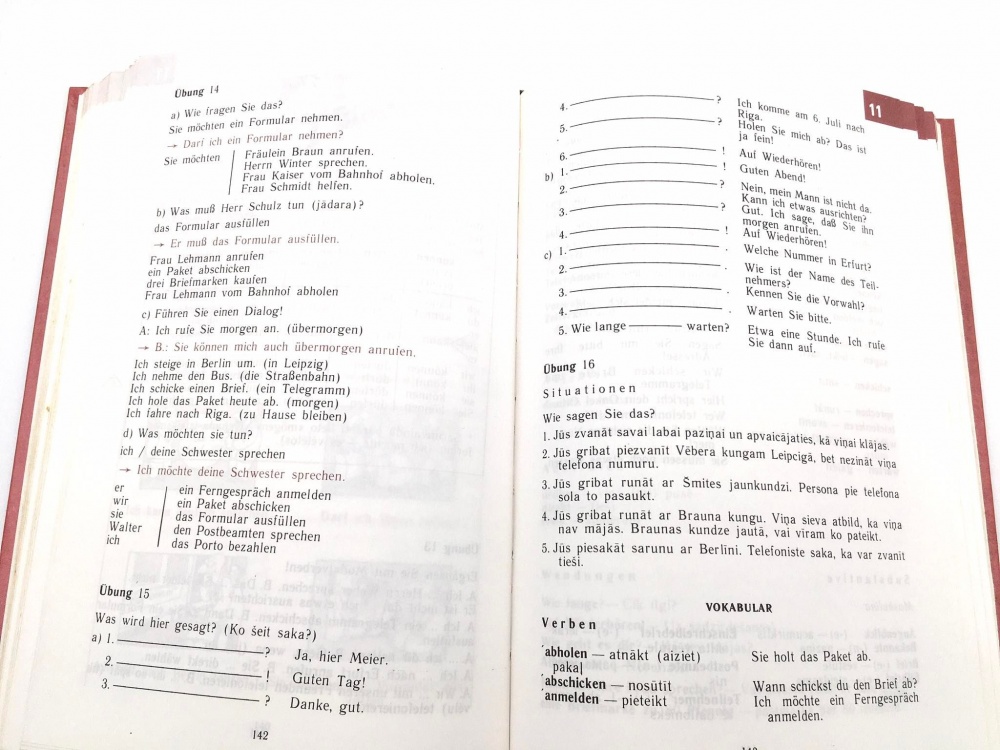 Übung 14
a) Wie fragen Sie das?
Sie möchten ein Formular nehmen.
→ Darf ich ein Formular nehmen?
Sie möchten
Fräulein Braun anrufen.
Herrn Winter sprechen.
Frau Kaiser vom Bahnhof abholen.
Frau Schmidt helfen.
b) Was muß Herr Schulz tun (jādara)?
das Formular ausfüllen
→ Er muß das Formular ausfüllen.
Frau Lehmann anrufen
ein Paket abschicken
drei Briefmarken kaufen
Frau Lehmann vom Bahnhof abholen
c) Führen Sie einen Dialog!
A: Ich rufe Sie morgen an. (übermorgen)
→ B.: Sie können mich auch übermorgen anrufen.
Ich steige in Berlin um. (in Leipzig)
Ich nehme den Bus. (die Straßenbahn)
Ich schicke einen Brief. (ein Telegramm)
Ich hole das Paket heute ab. (morgen)
Ich fahre nach Riga. (zu Hause bleiben)
d) Was möchten sie tun?
ich / deine Schwester sprechen
→ Ich möchte deine Schwester sprechen.
er
wir
sie
Walter
ich
ein Ferngespräch anmelden
ein Paket abschicken
das Formular ausfüllen
den Postbeamten sprechen
das Porto bezahlen
Übung 15
Was wird hier gesagt? (Ko šeit saka?)
a) 1. ? Ja, hier Meier.
2. ! Guten Tag!
3. ? Danke, gut.
142
11
4. ? Ich komme am 6. Juli nach
Riga.
5. ? Holen Sie mich ab? Das ist
ja fein!
6. ! Auf Wiederhören!
b) 1. ! Guten Abend!
2. ? Nein, mein Mann ist nicht da.
Kann ich etwas ausrichten?
3. ? Gut. Ich sage, daß Sie ihn
morgen anrufen.
4. ! Auf Wiederhören!
c) 1. . Welche Nummer in Erfurt?
2. . Wie ist der Name des Teil-
nehmers?
3. . Kennen Sie die Vorwahl?
4. . Warten Sie bitte.
5. Wie lange warten? Etwa eine Stunde. Ich rufe
Sie dann auf.
Übung 16
Situationen
Wie sagen Sie das?
1. Jūs zvanāt savai labai paziņai un apvaicājaties, kā viņai klājas.
2. Jūs gribat piezvanīt Vēbera kungam Leipcigā, bet nezināt viņa
telefona numuru.
3. Jūs gribat runāt ar Šmites jaunkundzi. Persona pie telefona
sola to pasaukt.
4. Jūs gribat runāt ar Brauna kungu. Viņa sieva atbild, ka viņa
nav mājās. Braunas kundze jautā, vai viram ko pateikt.
5. Jūs piesakāt sarunu ar Berlīni. Telefoniste saka, ka var zvanīt
tieši.
VOKABULAR
Verben
ˈabholen — atnākt, (aiziet)
pakaļ
Sie holt das Paket ab.
ˈabschicken — nosūtīt
Wann schickst du den Brief ab?
ˈanmelden — pieteikt
Ich möchte ein Ferngespräch
anmelden.